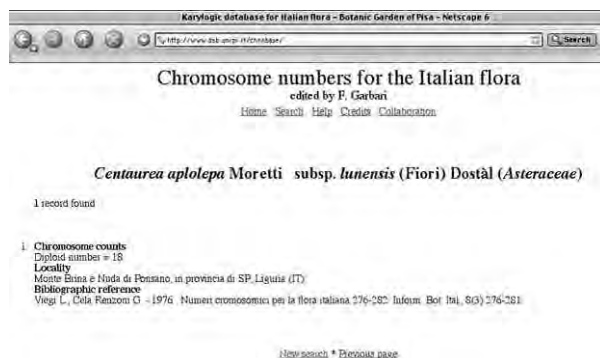 Karylogic database for Italian flora – Botanic Garden of Pisa – Netscape 6
Search
Chromosome numbers for the Italian flora
edited by F. Garbari
Home Search Help Credits Collaboration
Centaurea aplolepa Moretti subsp. lunensis (Fiori) Dostàl (Asteraceae)
1 record found
1. Chromosome counts
Diploid number = 18
Locality
Monte Brina e Nuda di Ponzano, in provincia di SP, Liguria (IT)
Bibliographic reference
Viegi L., Cela Renzoni G. - 1976 Numeri cromosomici per la flora italiana 276-282. Inform. Bot. Ital., 8(3) 276-281
New search * Previous page